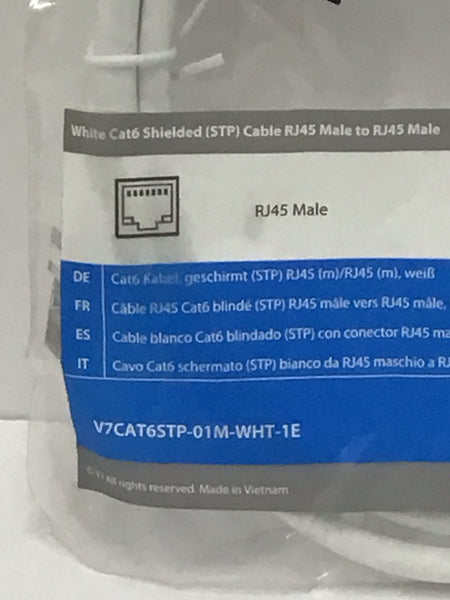 White Cat6 Shielded (STP) Cable RJ45 Male to RJ45 Male
RJ45 Male
DE Cat6 Kabel, geschirmt (STP) RJ45 (m)/RJ45 (m), weiß
FR Câble RJ45 Cat6 blindé (STP) RJ45 mâle vers RJ45 mâle,
ES Cable blanco Cat6 blindado (STP) con conector RJ45 ma
IT Cavo Cat6 schermato (STP) bianco da RJ45 maschio a RJ
V7CAT6STP-01M-WHT-1E
© V7 All rights reserved. Made in Vietnam